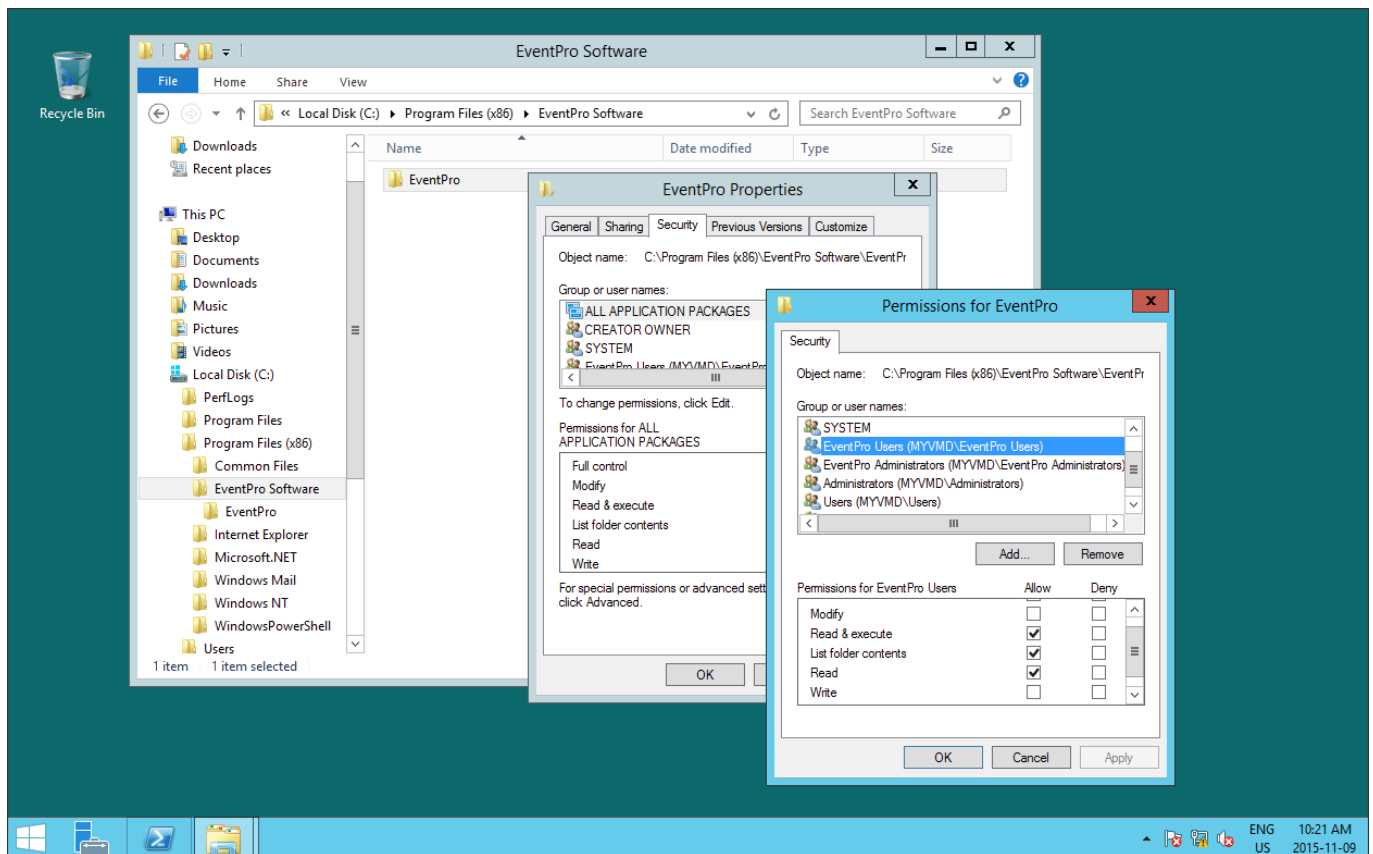 Recycle Bin
EventPro Software
File Home Share View
« Local Disk (C:) Program Files (x86) EventPro Software
Search EventPro Software
Downloads
Recent places
This PC
Desktop
Documents
Downloads
Music
Pictures
Videos
Local Disk (C:)
PerfLogs
Program Files
Program Files (x86)
Common Files
EventPro Software
EventPro
Internet Explorer
Microsoft.NET
Windows Mail
Windows NT
WindowsPowerShell
Users
1 item 1 item selected
Name Date modified Type Size
EventPro
EventPro Properties
General Sharing Security Previous Versions Customize
Object name: C:\Program Files (x86)\EventPro Software\EventPr
Group or user names:
ALL APPLICATION PACKAGES
CREATOR OWNER
SYSTEM
EventPro Users (MYVMD\EventPro
To change permissions, click Edit.
Permissions for ALL
APPLICATION PACKAGES
Full control
Modify
Read & execute
List folder contents
Read
Write
For special permissions or advanced sett
click Advanced.
OK
Permissions for EventPro
Security
Object name: C:\Program Files (x86)\EventPro Software\EventPr
Group or user names:
SYSTEM
EventPro Users (MYVMD\EventPro Users)
EventPro Administrators (MYVMD\EventPro Administrators)
Administrators (MYVMD\Administrators)
Users (MYVMD\Users)
Add... Remove
Permissions for EventPro Users Allow Deny
Modify
Read & execute
List folder contents
Read
Write
OK Cancel Apply
ENG 10:21 AM
US 2015-11-09